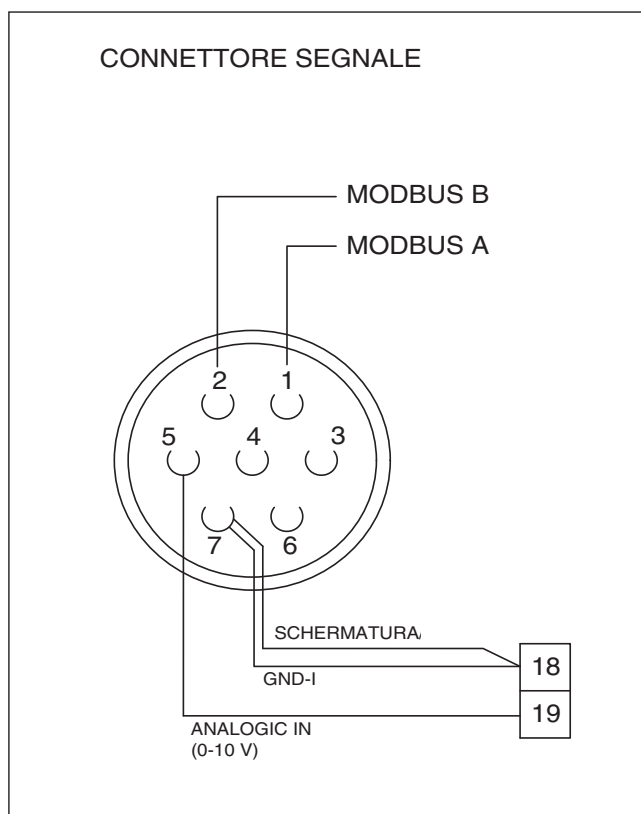 CONNETTORE SEGNALE
MODBUS B
MODBUS A
2 1
5 4 3
7 6
SCHERMATURA/
18
GND-I
19
ANALOGIC IN
(0-10 V)